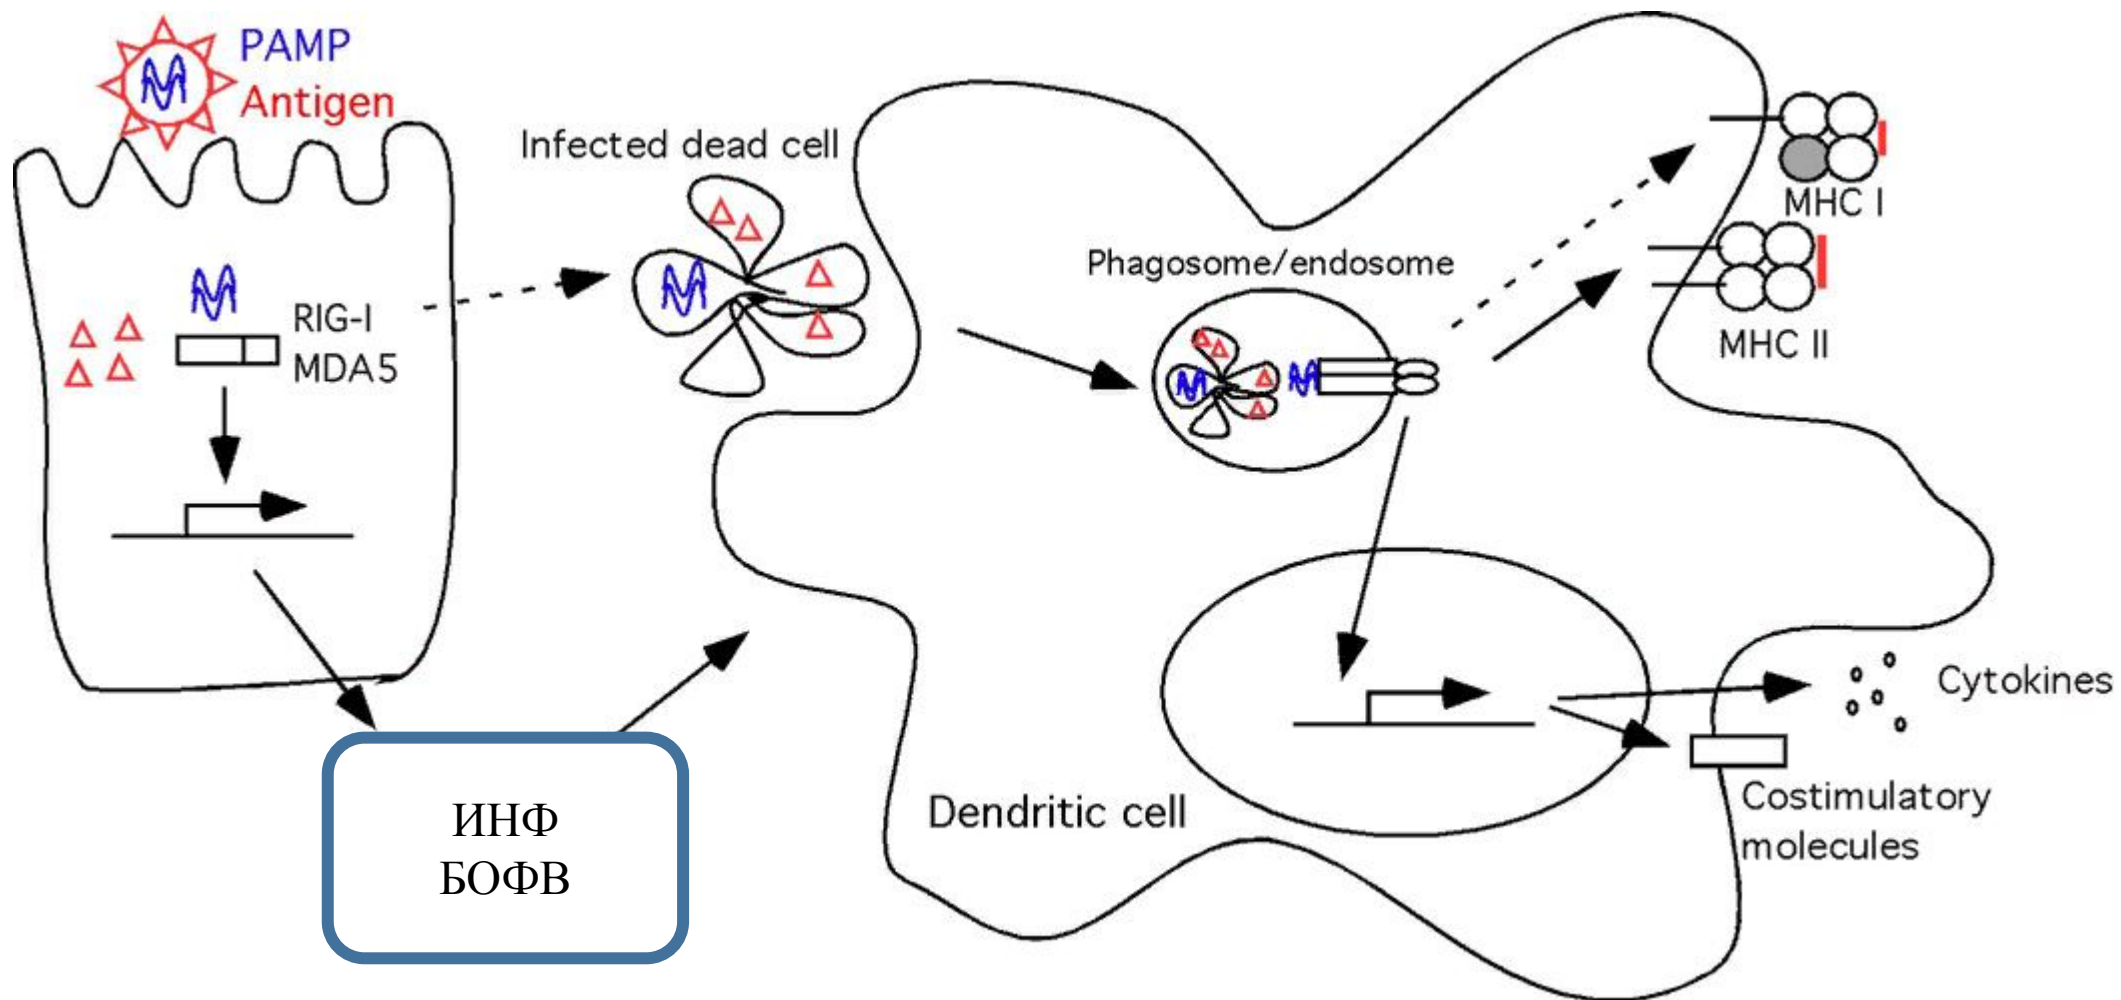 PAMP
Antigen
Infected dead cell
RIG-I
MDA5
Phagosome/endosome
MHC I
MHC II
Cytokines
Costimulatory
molecules
Dendritic cell
ИНФ
БОФВ